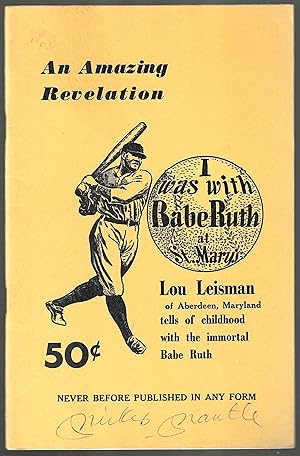 An Amazing
Revelation
I
was with
Babe Ruth
at
St. Marys
Lou Leisman
of Aberdeen, Maryland
tells of childhood
with the immortal
Babe Ruth
50¢
NEVER BEFORE PUBLISHED IN ANY FORM
Mickey Mantle